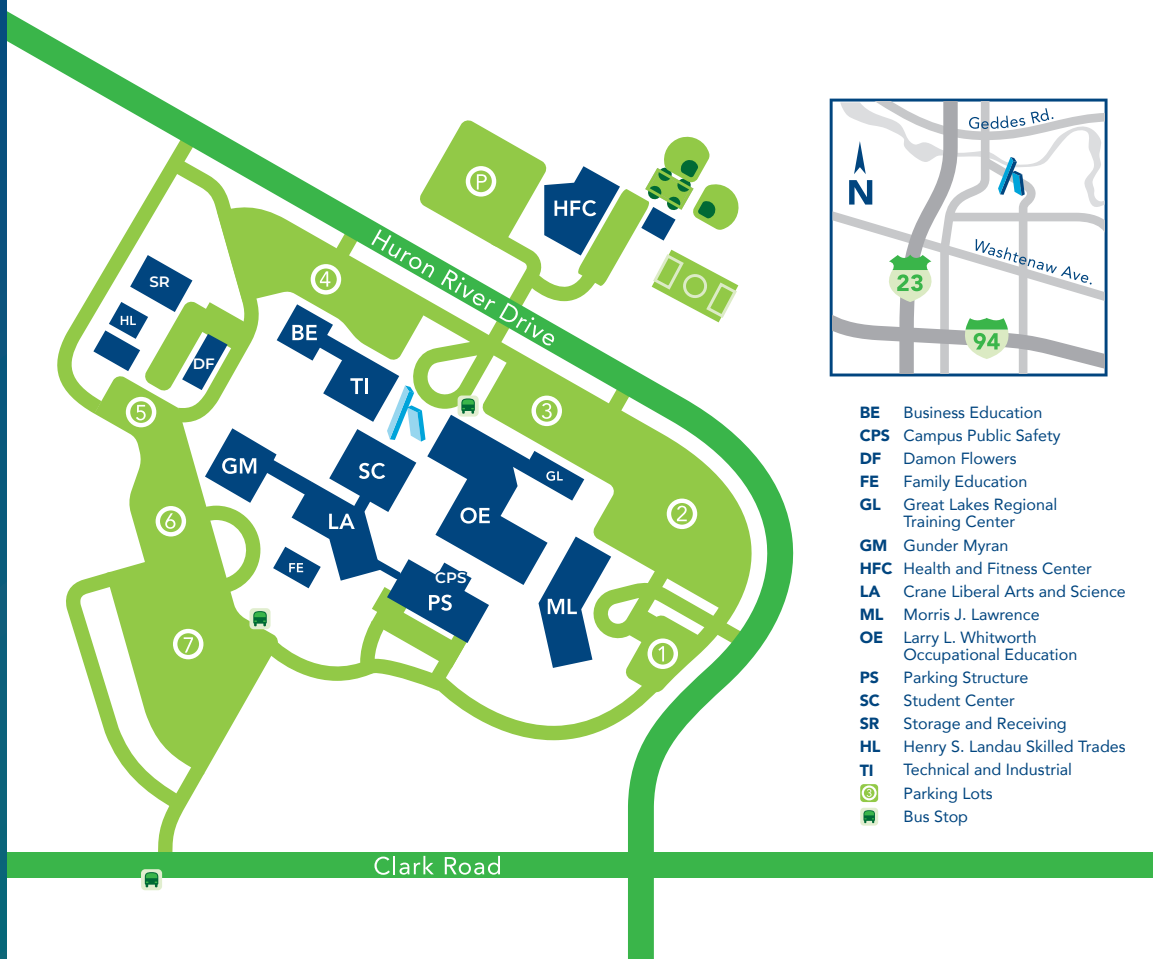 P
HFC
Huron River Drive
4
SR
HL
DF
BE
TI
5
3
GM
SC
GL
LA
OE
2
6
FE
CPS
PS
ML
7
1
Clark Road
Geddes Rd.
N
Washtenaw Ave.
23
94
BE Business Education
CPS Campus Public Safety
DF Damon Flowers
FE Family Education
GL Great Lakes Regional
Training Center
GM Gunder Myran
HFC Health and Fitness Center
LA Crane Liberal Arts and Science
ML Morris J. Lawrence
OE Larry L. Whitworth
Occupational Education
PS Parking Structure
SC Student Center
SR Storage and Receiving
HL Henry S. Landau Skilled Trades
TI Technical and Industrial
3 Parking Lots
Bus Stop